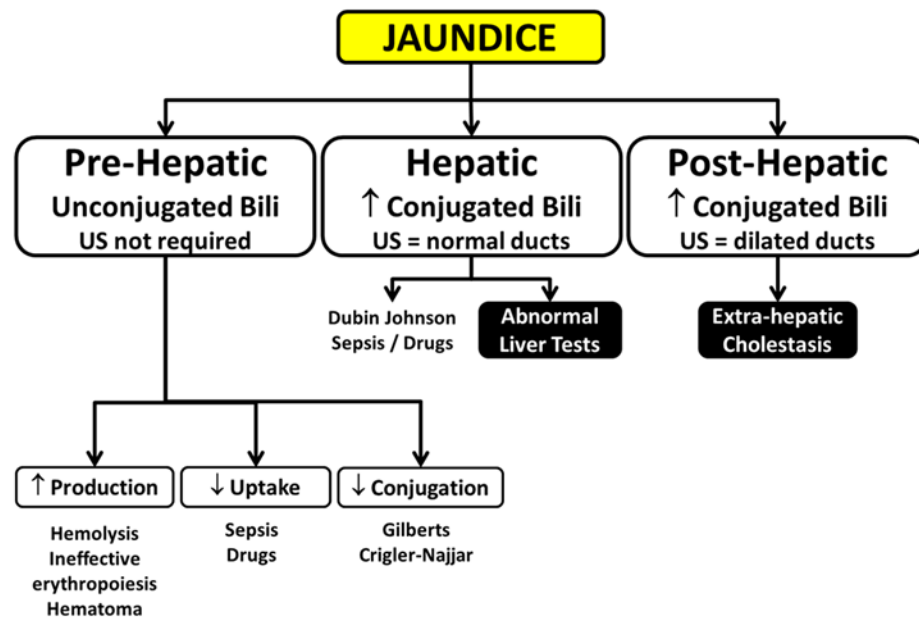 JAUNDICE
Pre-Hepatic
Unconjugated Bili
US not required
Hepatic
↑ Conjugated Bili
US = normal ducts
Post-Hepatic
↑ Conjugated Bili
US = dilated ducts
Dubin Johnson
Sepsis / Drugs
Abnormal
Liver Tests
Extra-hepatic
Cholestasis
↑ Production
Hemolysis
Ineffective
erythropoiesis
Hematoma
↓ Uptake
Sepsis
Drugs
↓ Conjugation
Gilberts
Crigler-Najjar